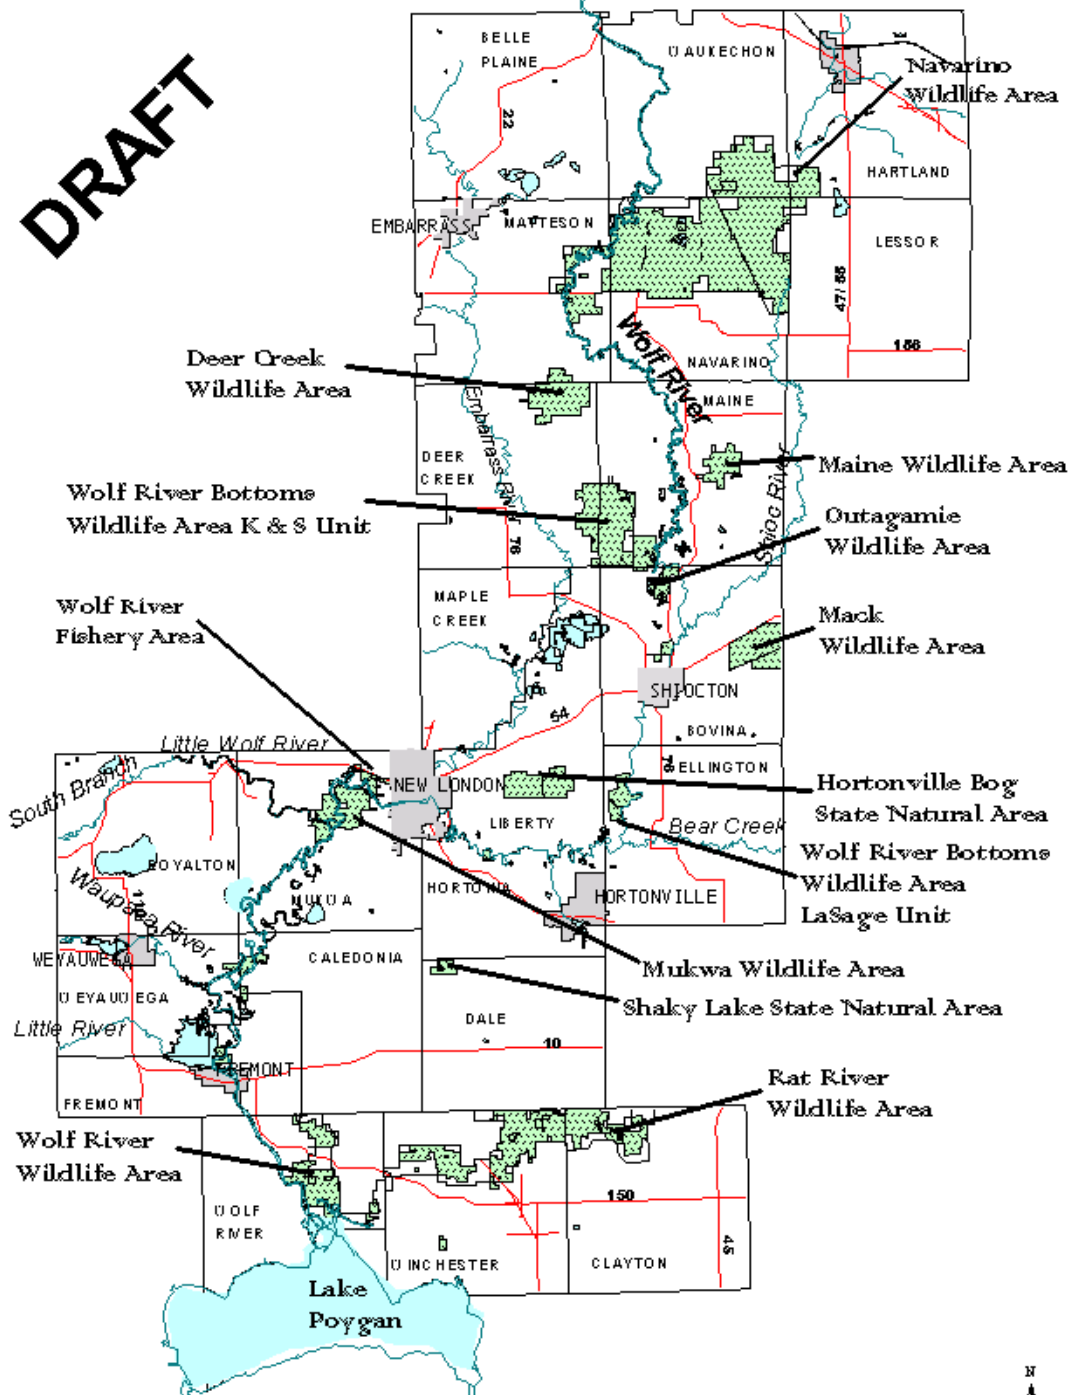 DRAFT
BELLE
PLAINE
WAUKECHON
Navarino
Wildlife Area
22
HARTLAND
EMBARRASS
MATTESON
LESSOR
47/55
Wolf River
156
NAVARINO
Deer Creek
Wildlife Area
MAINE
Embarrass River
DEER
CREEK
Maine Wildlife Area
Shioc River
Wolf River Bottoms
Wildlife Area K & S Unit
Outagamie
Wildlife Area
76
MAPLE
CREEK
Wolf River
Fishery Area
Mack
Wildlife Area
SHIOCTON
54
BOVINA
Little Wolf River
South Branch
76
ELLINGTON
NEW LONDON
Hortonville Bog
State Natural Area
LIBERTY
Bear Creek
ROYALTON
Wolf River Bottoms
Wildlife Area
LaSage Unit
Waupaca River
MUKWA
HORTONIA
HORTONVILLE
WEYAUWEGA
CALEDONIA
Mukwa Wildlife Area
WEYAUWEGA
Shaky Lake State Natural Area
Little River
DALE
10
FREMONT
FREMONT
Rat River
Wildlife Area
Wolf River
Wildlife Area
150
WOLF
RIVER
45
WINCHESTER
CLAYTON
Lake
Poygan
N